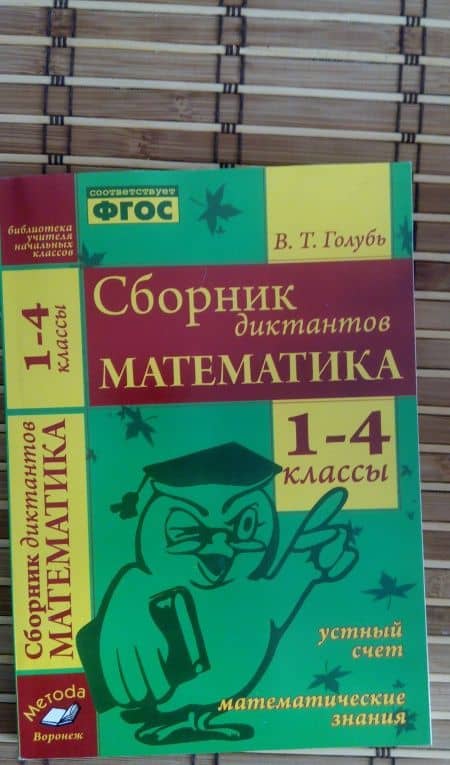 библиотека
учителя
начальных
классов
1-4
классы
Сборник диктантов
МАТЕМАТИКА
Метода
Воронеж
соответствует
ФГОС
В. Т. Голубь
Сборник
диктантов
МАТЕМАТИКА
1-4
классы
устный
счет
математические
знания